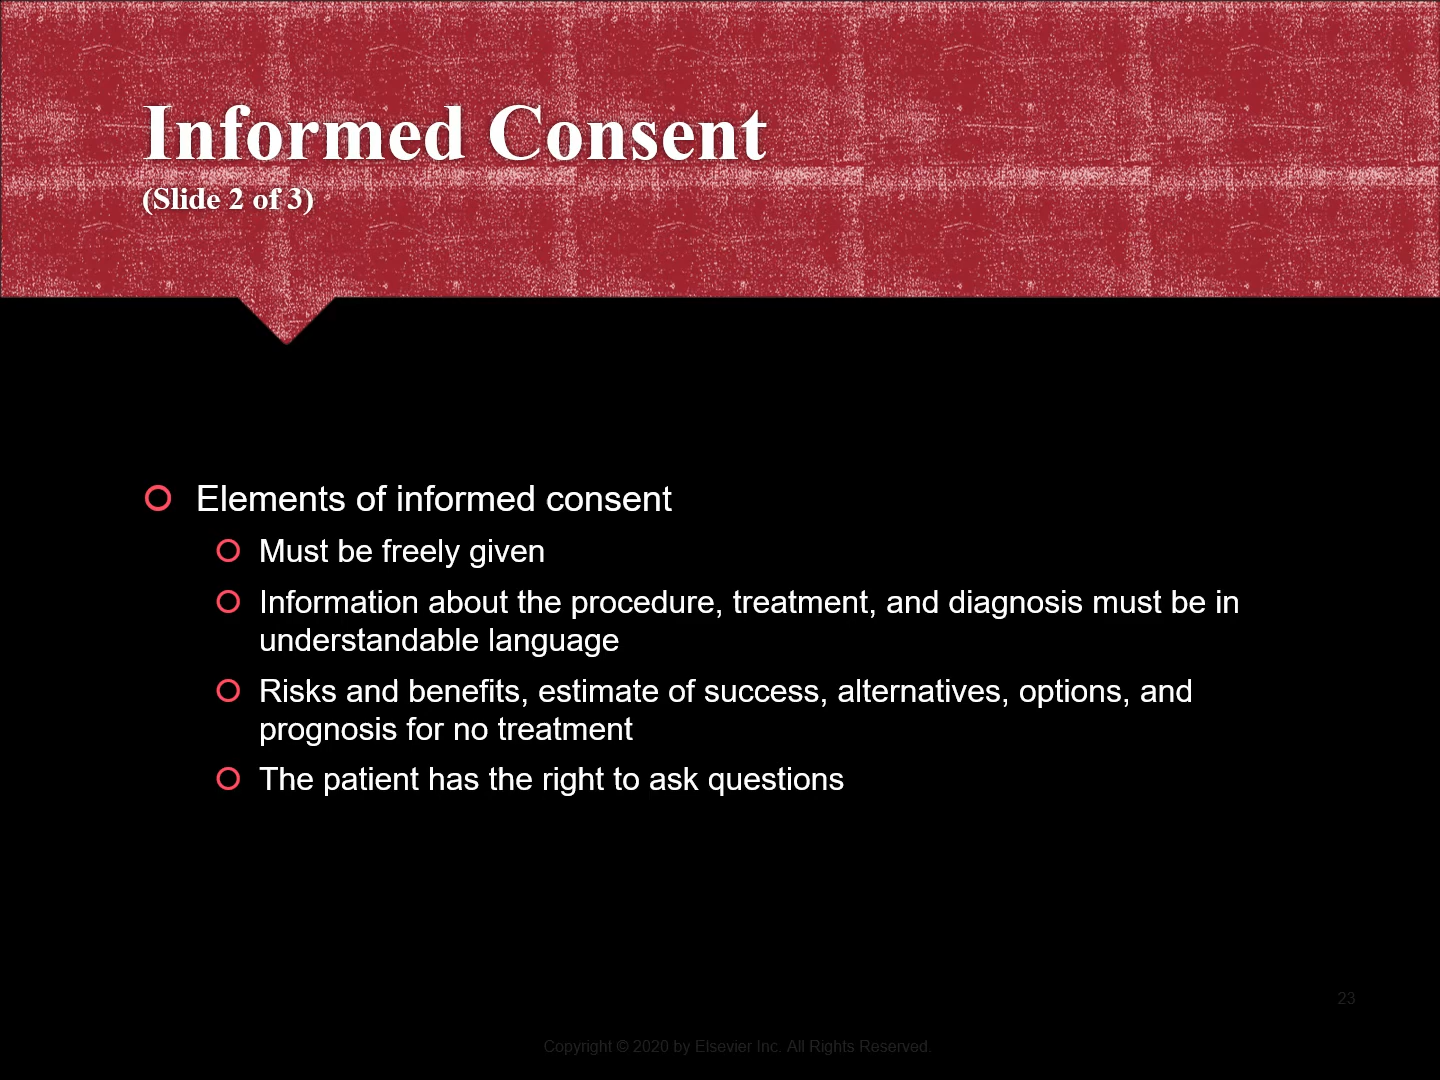 Informed Consent
(Slide 2 of 3)
Elements of informed consent
Must be freely given
Information about the procedure, treatment, and diagnosis must be in
understandable language
Risks and benefits, estimate of success, alternatives, options, and
prognosis for no treatment
The patient has the right to ask questions
23
Copyright © 2020 by Elsevier Inc. All Rights Reserved.